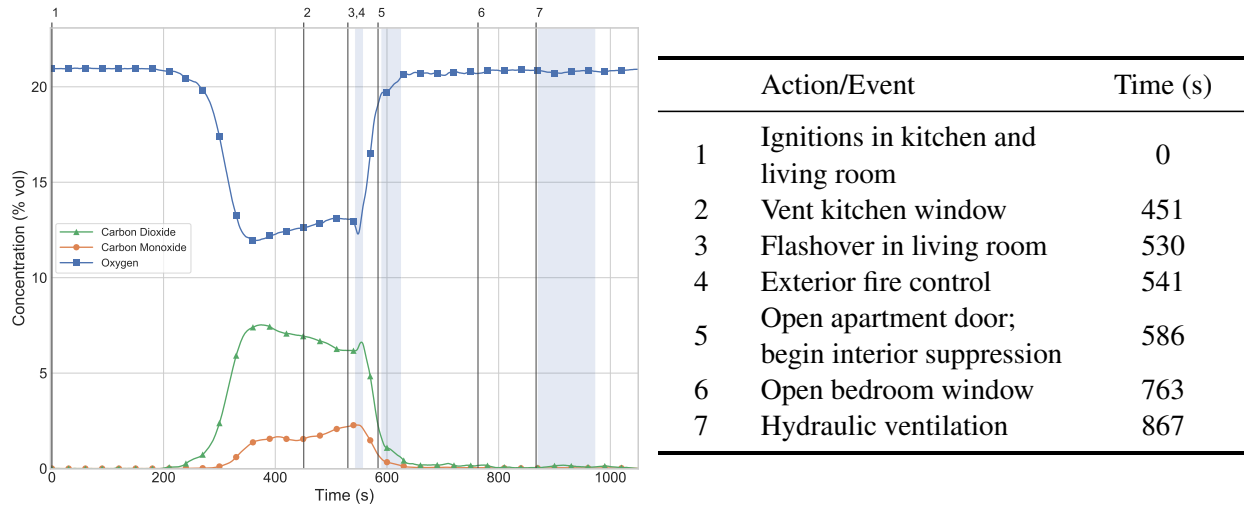 1 2 3,4 5 6 7
20
15
10
5
0
Concentration (% vol)
Carbon Dioxide
Carbon Monoxide
Oxygen
0 200 400 600 800 1000
Time (s)
Action/Event Time (s)
1 Ignitions in kitchen and
living room 0
2 Vent kitchen window 451
3 Flashover in living room 530
4 Exterior fire control 541
5 Open apartment door;
begin interior suppression 586
6 Open bedroom window 763
7 Hydraulic ventilation 867